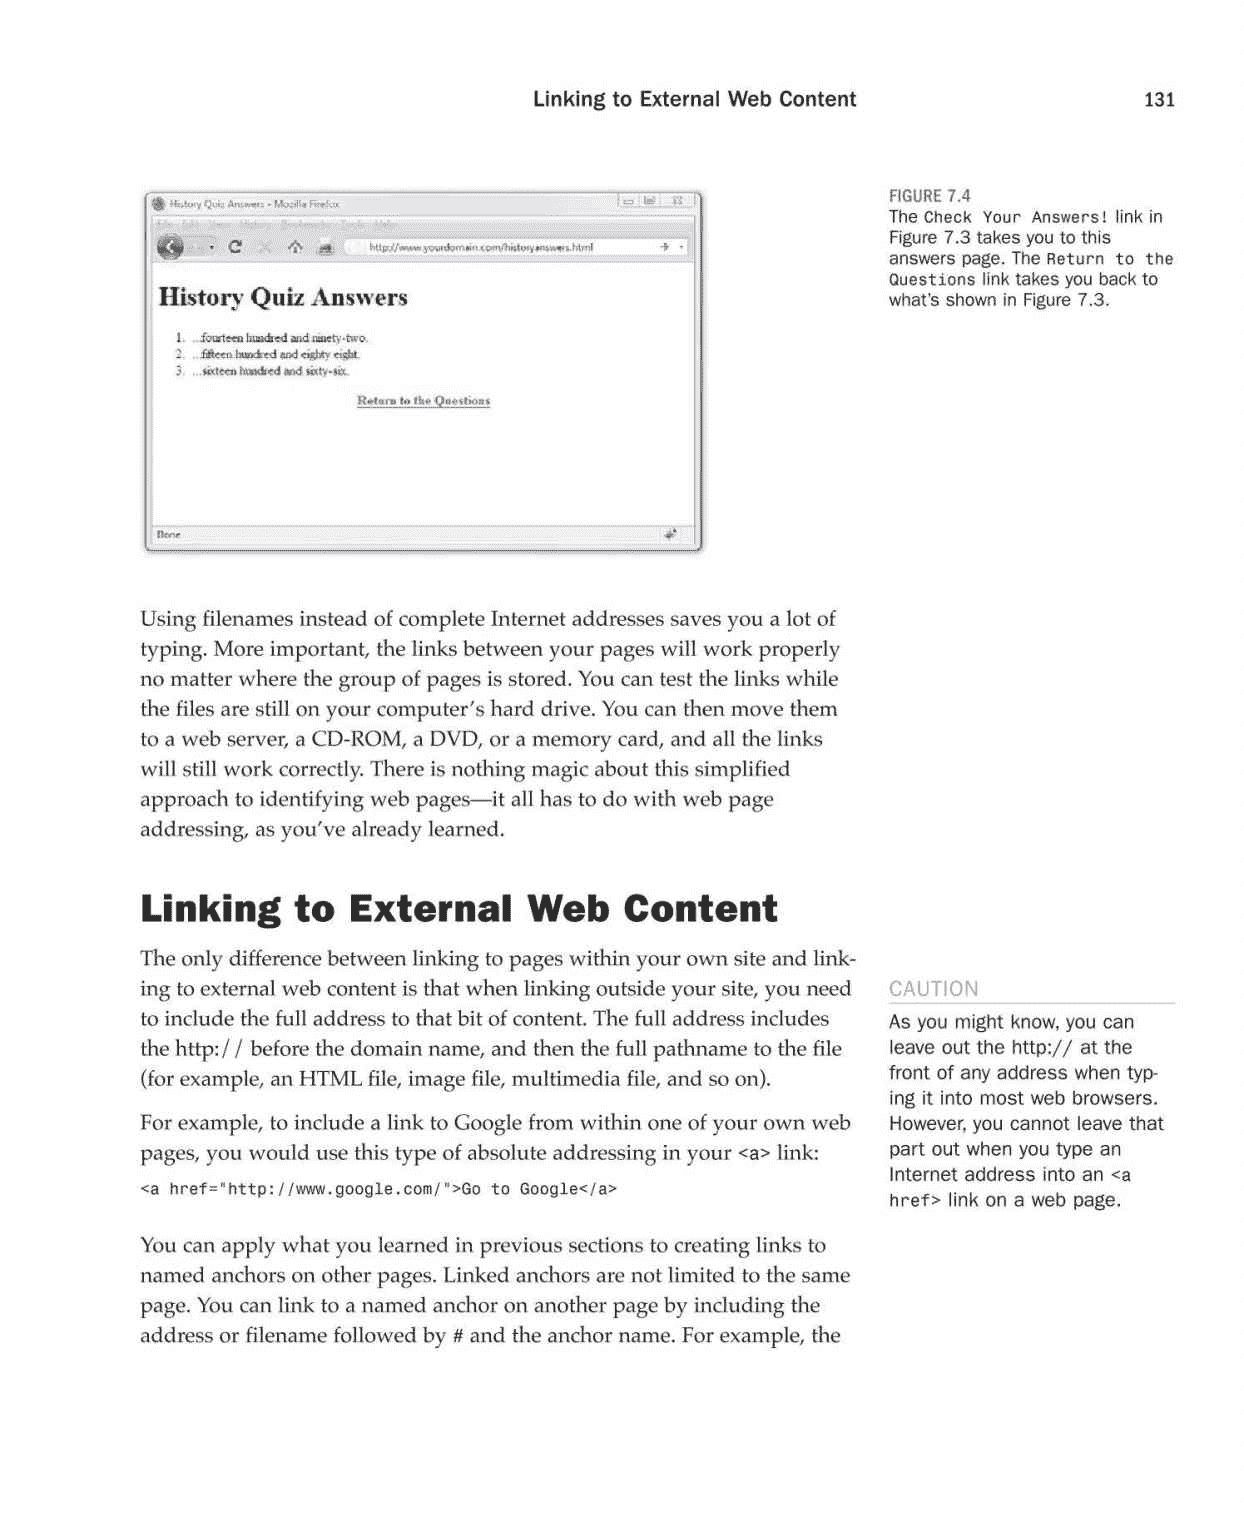 Linking to External Web Content 131
History Quiz Answers - Mozilla Firefox
http://www.yourdomain.com/historyanswers.html
History Quiz Answers
1. ...fourteen hundred and ninety-two.
2. ...fifteen hundred and eighty eight.
3. ...sixteen hundred and sixty-six.
Return to the Questions
Done
FIGURE 7.4
The Check Your Answers! link in
Figure 7.3 takes you to this
answers page. The Return to the
Questions link takes you back to
what's shown in Figure 7.3.
Using filenames instead of complete Internet addresses saves you a lot of
typing. More important, the links between your pages will work properly
no matter where the group of pages is stored. You can test the links while
the files are still on your computer's hard drive. You can then move them
to a web server, a CD-ROM, a DVD, or a memory card, and all the links
will still work correctly. There is nothing magic about this simplified
approach to identifying web pages—it all has to do with web page
addressing, as you've already learned.
Linking to External Web Content
The only difference between linking to pages within your own site and link-
ing to external web content is that when linking outside your site, you need
to include the full address to that bit of content. The full address includes
the http:// before the domain name, and then the full pathname to the file
(for example, an HTML file, image file, multimedia file, and so on).
For example, to include a link to Google from within one of your own web
pages, you would use this type of absolute addressing in your <a> link:
<a href="http://www.google.com/">Go to Google</a>
You can apply what you learned in previous sections to creating links to
named anchors on other pages. Linked anchors are not limited to the same
page. You can link to a named anchor on another page by including the
address or filename followed by # and the anchor name. For example, the
CAUTION
As you might know, you can
leave out the http:// at the
front of any address when typ-
ing it into most web browsers.
However, you cannot leave that
part out when you type an
Internet address into an <a
href> link on a web page.